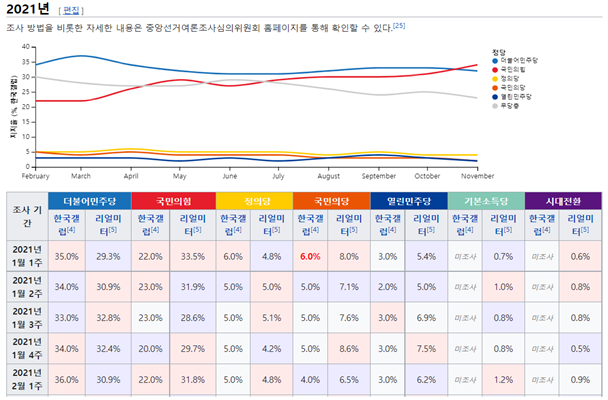 2021년 [편집]
조사 방법을 비롯한 자세한 내용은 중앙선거여론조사심의위원회 홈페이지를 통해 확인할 수 있다.[25]
지지율 (%, 한국갤럽)
40
35
30
25
20
15
10
5
0
February March April May June July August September October November
정당
더불어민주당
국민의힘
정의당
국민의당
열린민주당
무당층
조사 기간 더불어민주당 국민의힘 정의당 국민의당 열린민주당 기본소득당 시대전환
한국갤럽[4] 리얼미터[5] 한국갤럽[4] 리얼미터[5] 한국갤럽[4] 리얼미터[5] 한국갤럽[4] 리얼미터[5] 한국갤럽[4] 리얼미터[5] 한국갤럽[4] 리얼미터[5] 한국갤럽[4] 리얼미터[5]
2021년 1월 1주 35.0% 29.3% 22.0% 33.5% 6.0% 4.8% 6.0% 8.0% 3.0% 5.4% 미조사 0.7% 미조사 0.6%
2021년 1월 2주 34.0% 30.9% 23.0% 31.9% 5.0% 5.0% 5.0% 7.1% 2.0% 5.0% 미조사 1.0% 미조사 0.8%
2021년 1월 3주 33.0% 32.8% 23.0% 28.6% 5.0% 5.1% 5.0% 7.6% 3.0% 6.9% 미조사 0.8% 미조사 0.8%
2021년 1월 4주 34.0% 32.4% 20.0% 29.7% 5.0% 4.2% 5.0% 8.6% 3.0% 7.5% 미조사 0.8% 미조사 0.5%
2021년 2월 1주 36.0% 30.9% 22.0% 31.8% 5.0% 4.8% 4.0% 6.5% 3.0% 6.2% 미조사 1.2% 미조사 0.9%